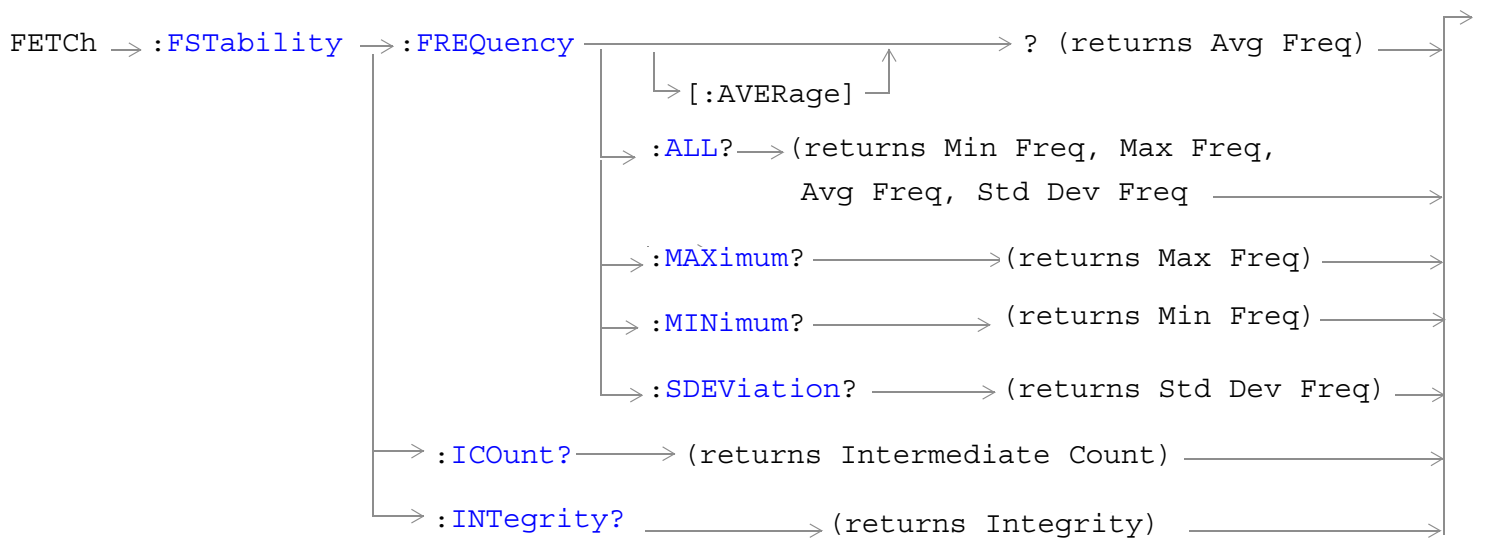 FETCh :FSTability :FREQuency ? (returns Avg Freq)
[:AVERage]
:ALL? (returns Min Freq, Max Freq,
Avg Freq, Std Dev Freq
:MAXimum? (returns Max Freq)
:MINimum? (returns Min Freq)
:SDEViation? (returns Std Dev Freq)
:ICOunt? (returns Intermediate Count)
:INTegrity? (returns Integrity)